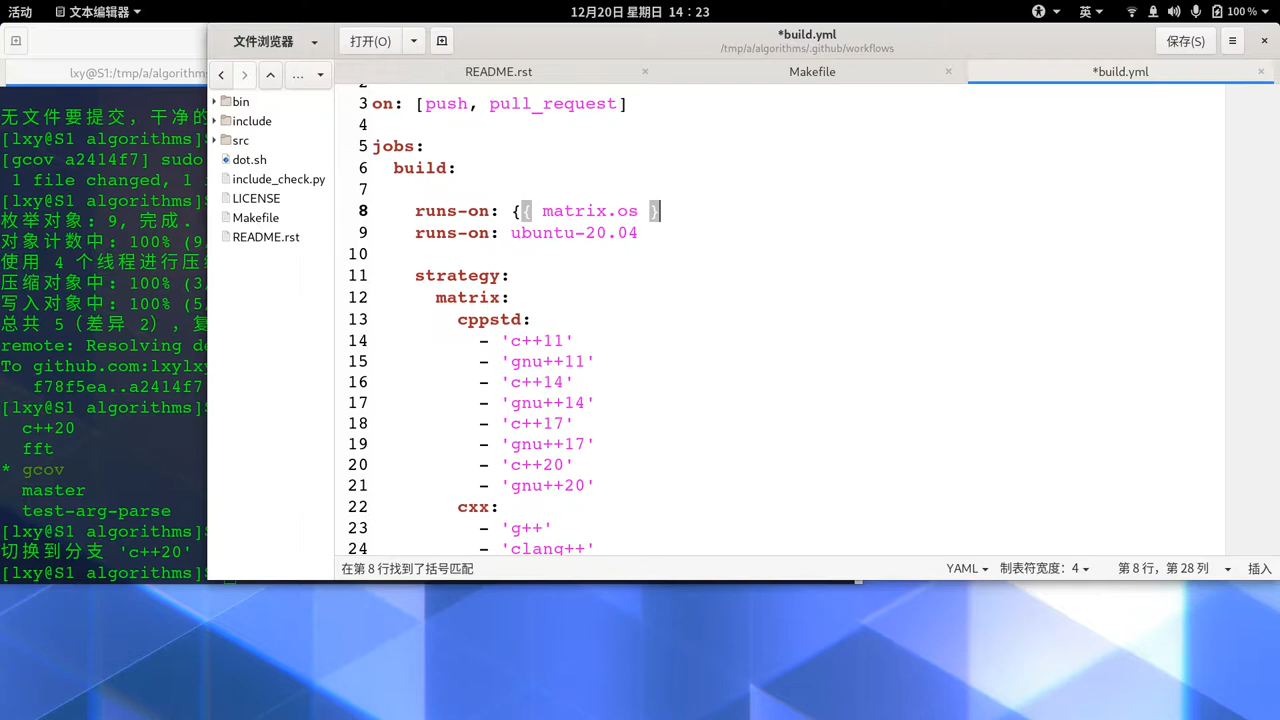 活动
文本编辑器
12月20日 星期日 14：23
英
100 %
文件浏览器
打开(O)
*build.yml
/tmp/a/algorithms/.github/workflows
保存(S)
lxy@S1:/tmp/a/algorithms
...
README.rst
Makefile
*build.yml
无文件要提交，干净的
[lxy@S1 algorithms]$
[gcov a2414f7] sudo
1 file changed, 1
[lxy@S1 algorithms]$
枚举对象: 9, 完成.
对象计数中: 100% (9
使用 4 个线程进行压
压缩对象中: 100% (3
写入对象中: 100% (5
总共 5（差异 2），复
remote: Resolving de
To github.com:lxylxy
f78f5ea..a2414f7
[lxy@S1 algorithms]$
c++20
fft
* gcov
master
test-arg-parse
[lxy@S1 algorithms]$
切换到分支 'c++20'
[lxy@S1 algorithms]$
bin
include
src
dot.sh
include_check.py
LICENSE
Makefile
README.rst
3 on: [push, pull_request]
4
5 jobs:
6 build:
7
8 runs-on: {{ matrix.os }
9 runs-on: ubuntu-20.04
10
11 strategy:
12 matrix:
13 cppstd:
14 - 'c++11'
15 - 'gnu++11'
16 - 'c++14'
17 - 'gnu++14'
18 - 'c++17'
19 - 'gnu++17'
20 - 'c++20'
21 - 'gnu++20'
22 cxx:
23 - 'g++'
24 - 'clang++'
在第 8 行找到了括号匹配
YAML
制表符宽度：4
第 8 行，第 28 列
插入